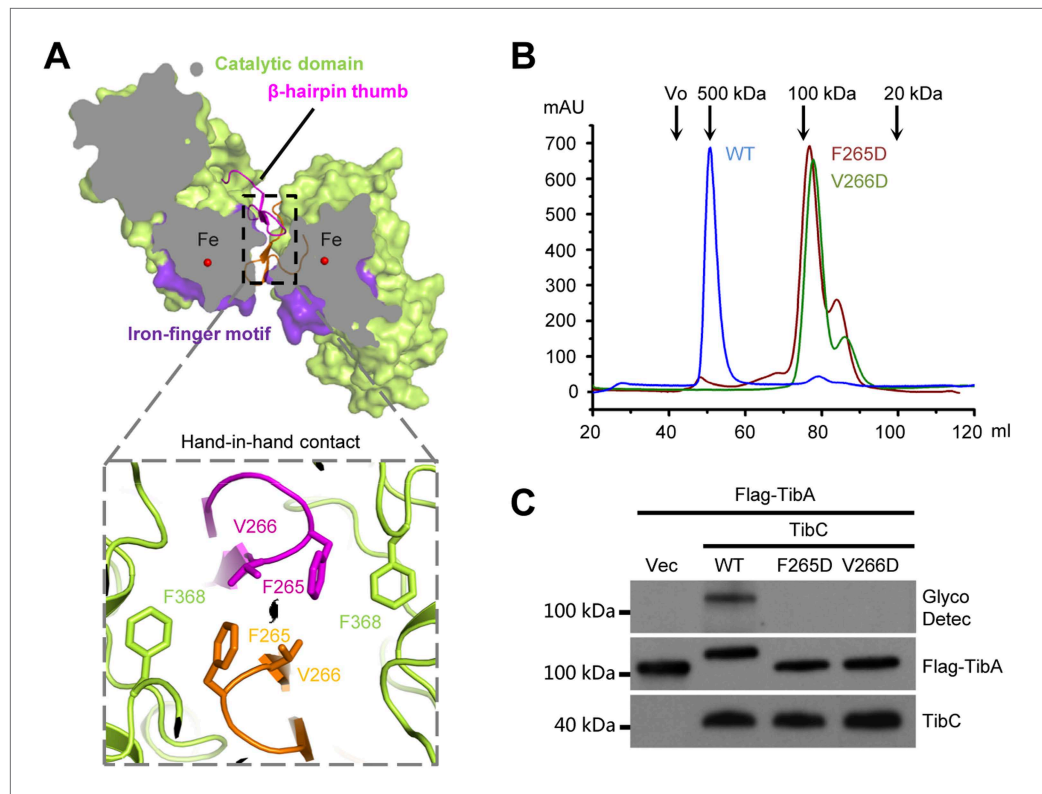 A
Catalytic domain
β-hairpin thumb
Fe
Fe
Iron-finger motif
Hand-in-hand contact
V266
F265
F368
F368
F265
V266
B
mAU
Vo
500 kDa
100 kDa
20 kDa
WT
F265D
V266D
700
600
500
400
300
200
100
0
20
40
60
80
100
120
ml
C
Flag-TibA
TibC
Vec
WT
F265D
V266D
100 kDa
Glyco
Detec
100 kDa
Flag-TibA
40 kDa
TibC